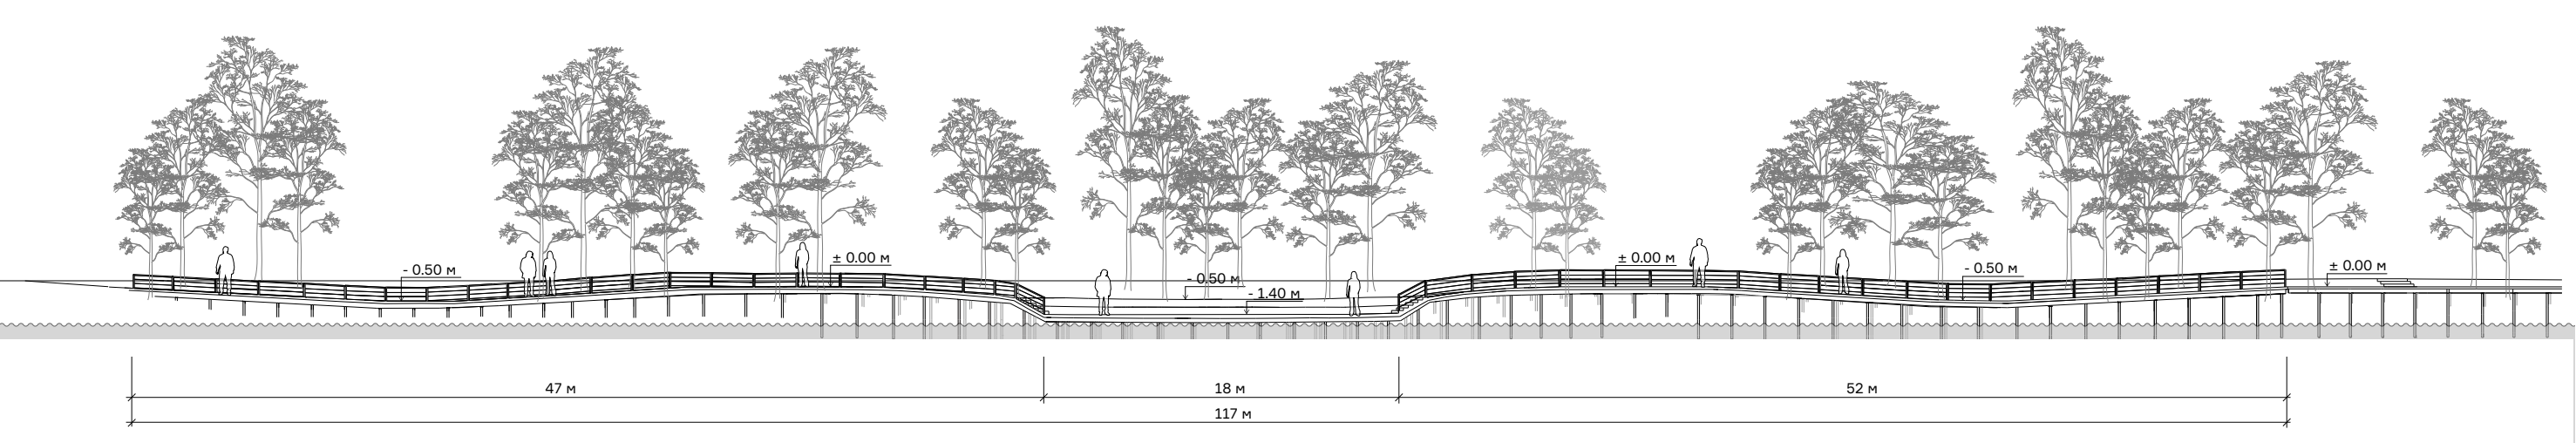 - 0.50 м
± 0.00 м
- 0.50 м
- 1.40 м
± 0.00 м
- 0.50 м
± 0.00 м
47 м
18 м
52 м
117 м